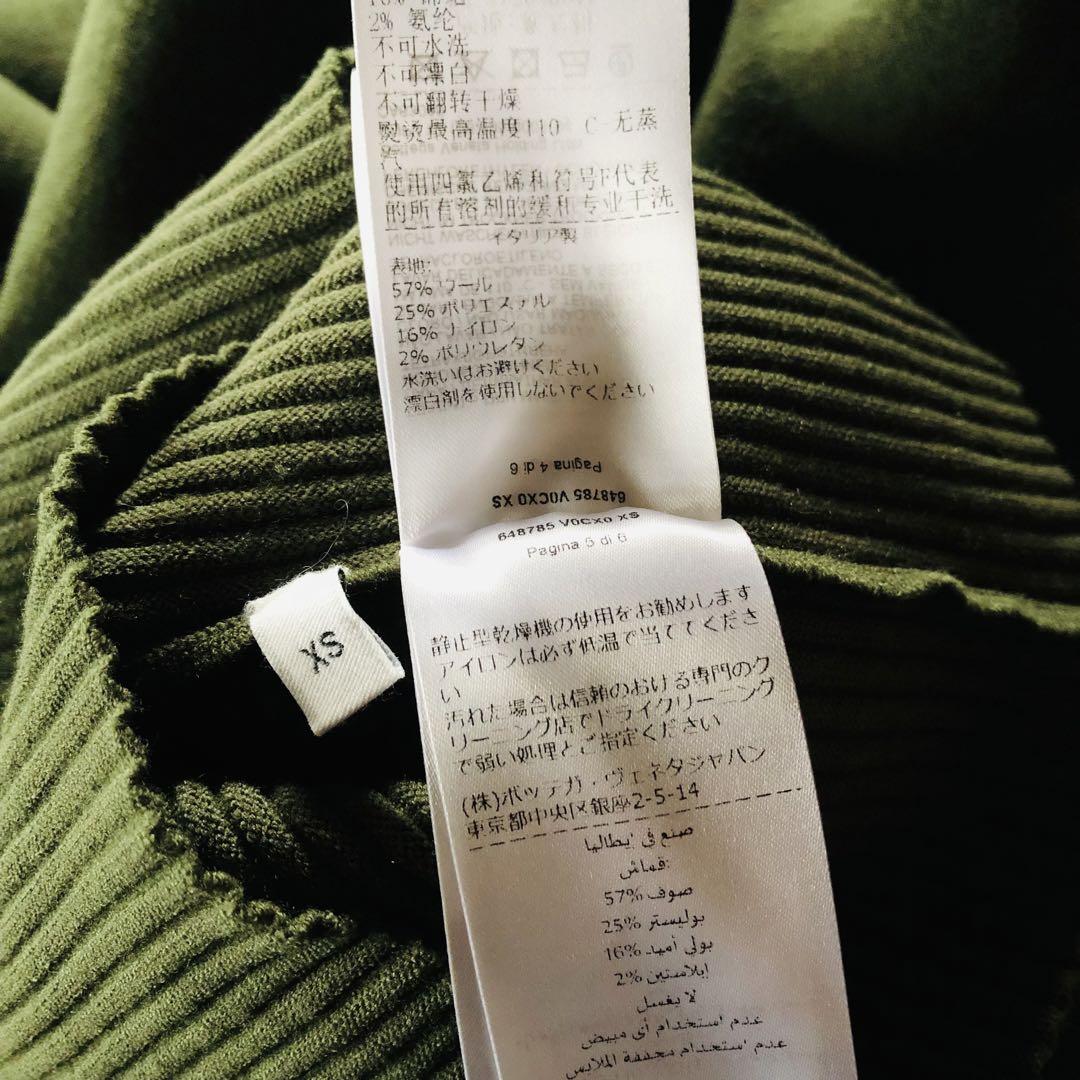 2% 氨纶
不可水洗
不可漂白
不可翻转干燥
熨烫最高温度110 C-无蒸
汽
使用四氯乙烯和符号F代表
的所有溶剂的缓和专业干洗
イタリア製
表地:
57% ウール
25% ポリエステル
16% ナイロン
2% ポリウレタン
水洗いはお避けください
漂白剤を使用しないでください
Pagina 4 di 6
648785 V0CX0 XS
648785 V0CX0 XS
Pagina 5 di 6
XS
静止型乾燥機の使用をお勧めします
アイロンは必ず低温で当ててくださ
い
汚れた場合は信頼のおける専門のク
リーニング店でドライクリーニング
で弱い処理とご指定ください
(株)ボッテガ・ヴェネタジャパン
東京都中央区銀座2-5-14
صنع في إيطاليا
قماش:
57% صوف
25% بوليستر
16% بولي أميد
2% إيلاستين
لا يغسل
عدم استخدام أي مبيض
عدم استخدام مجففة الملابس